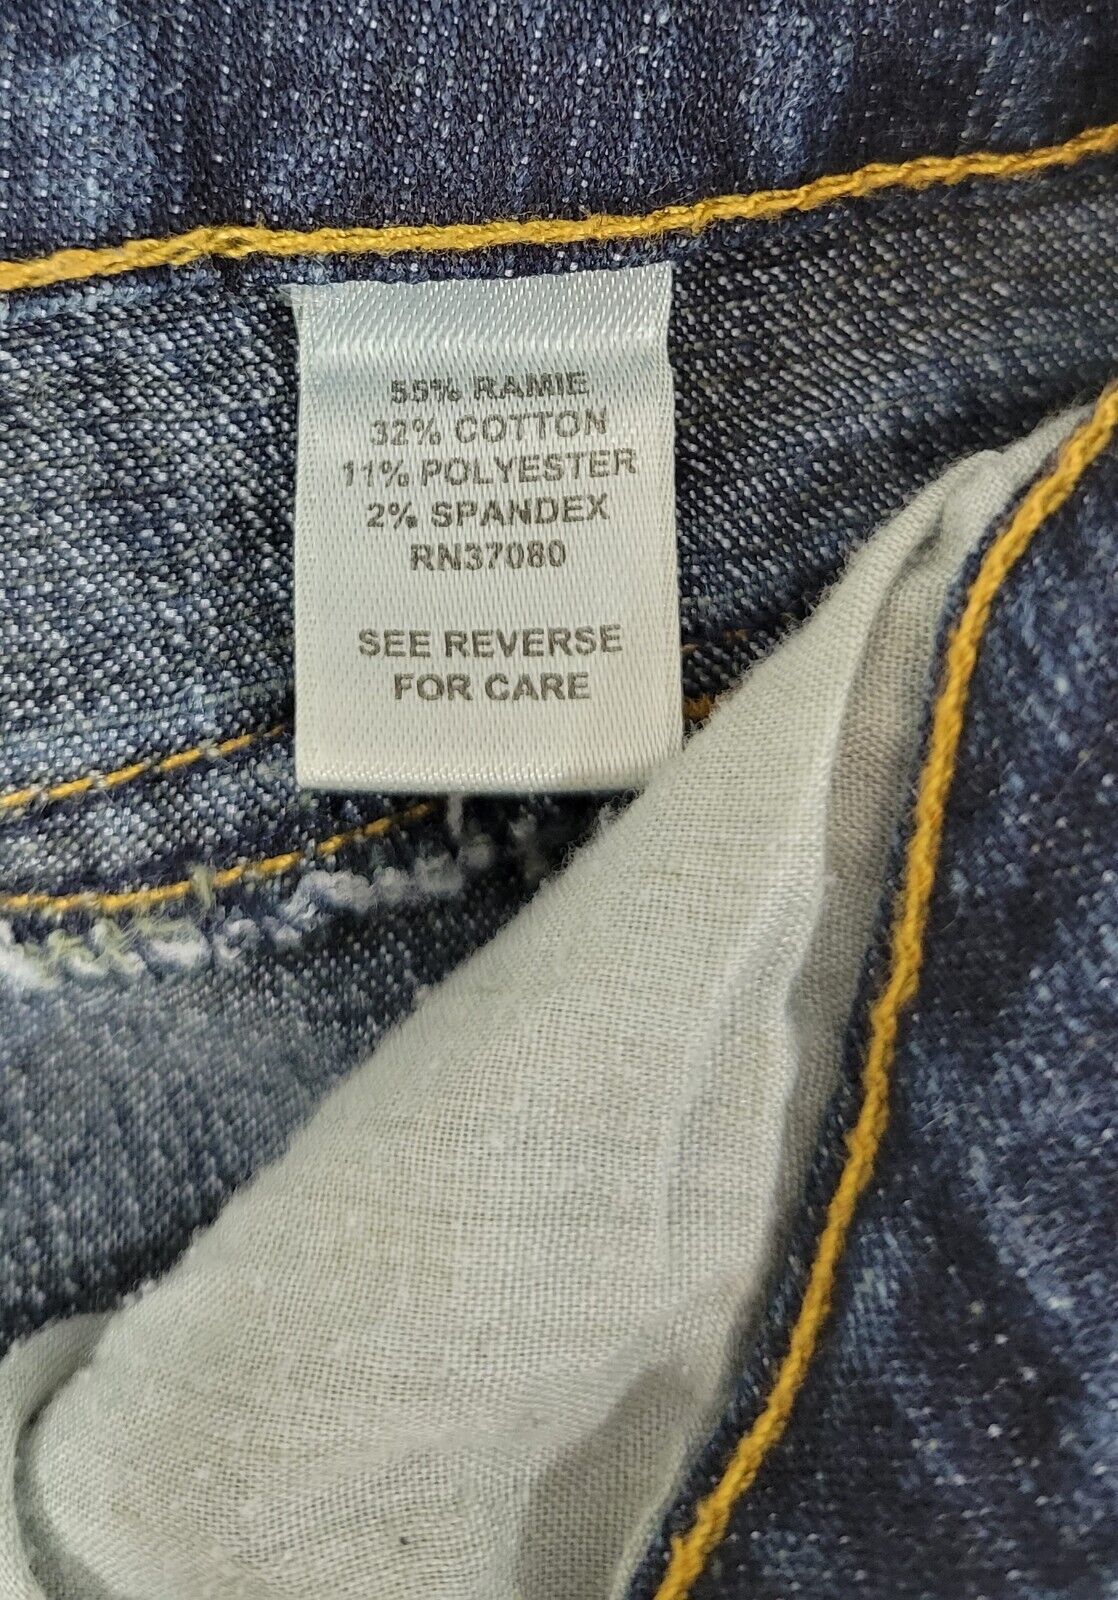 55% RAMIE
32% COTTON
11% POLYESTER
2% SPANDEX
RN37080
SEE REVERSE
FOR CARE